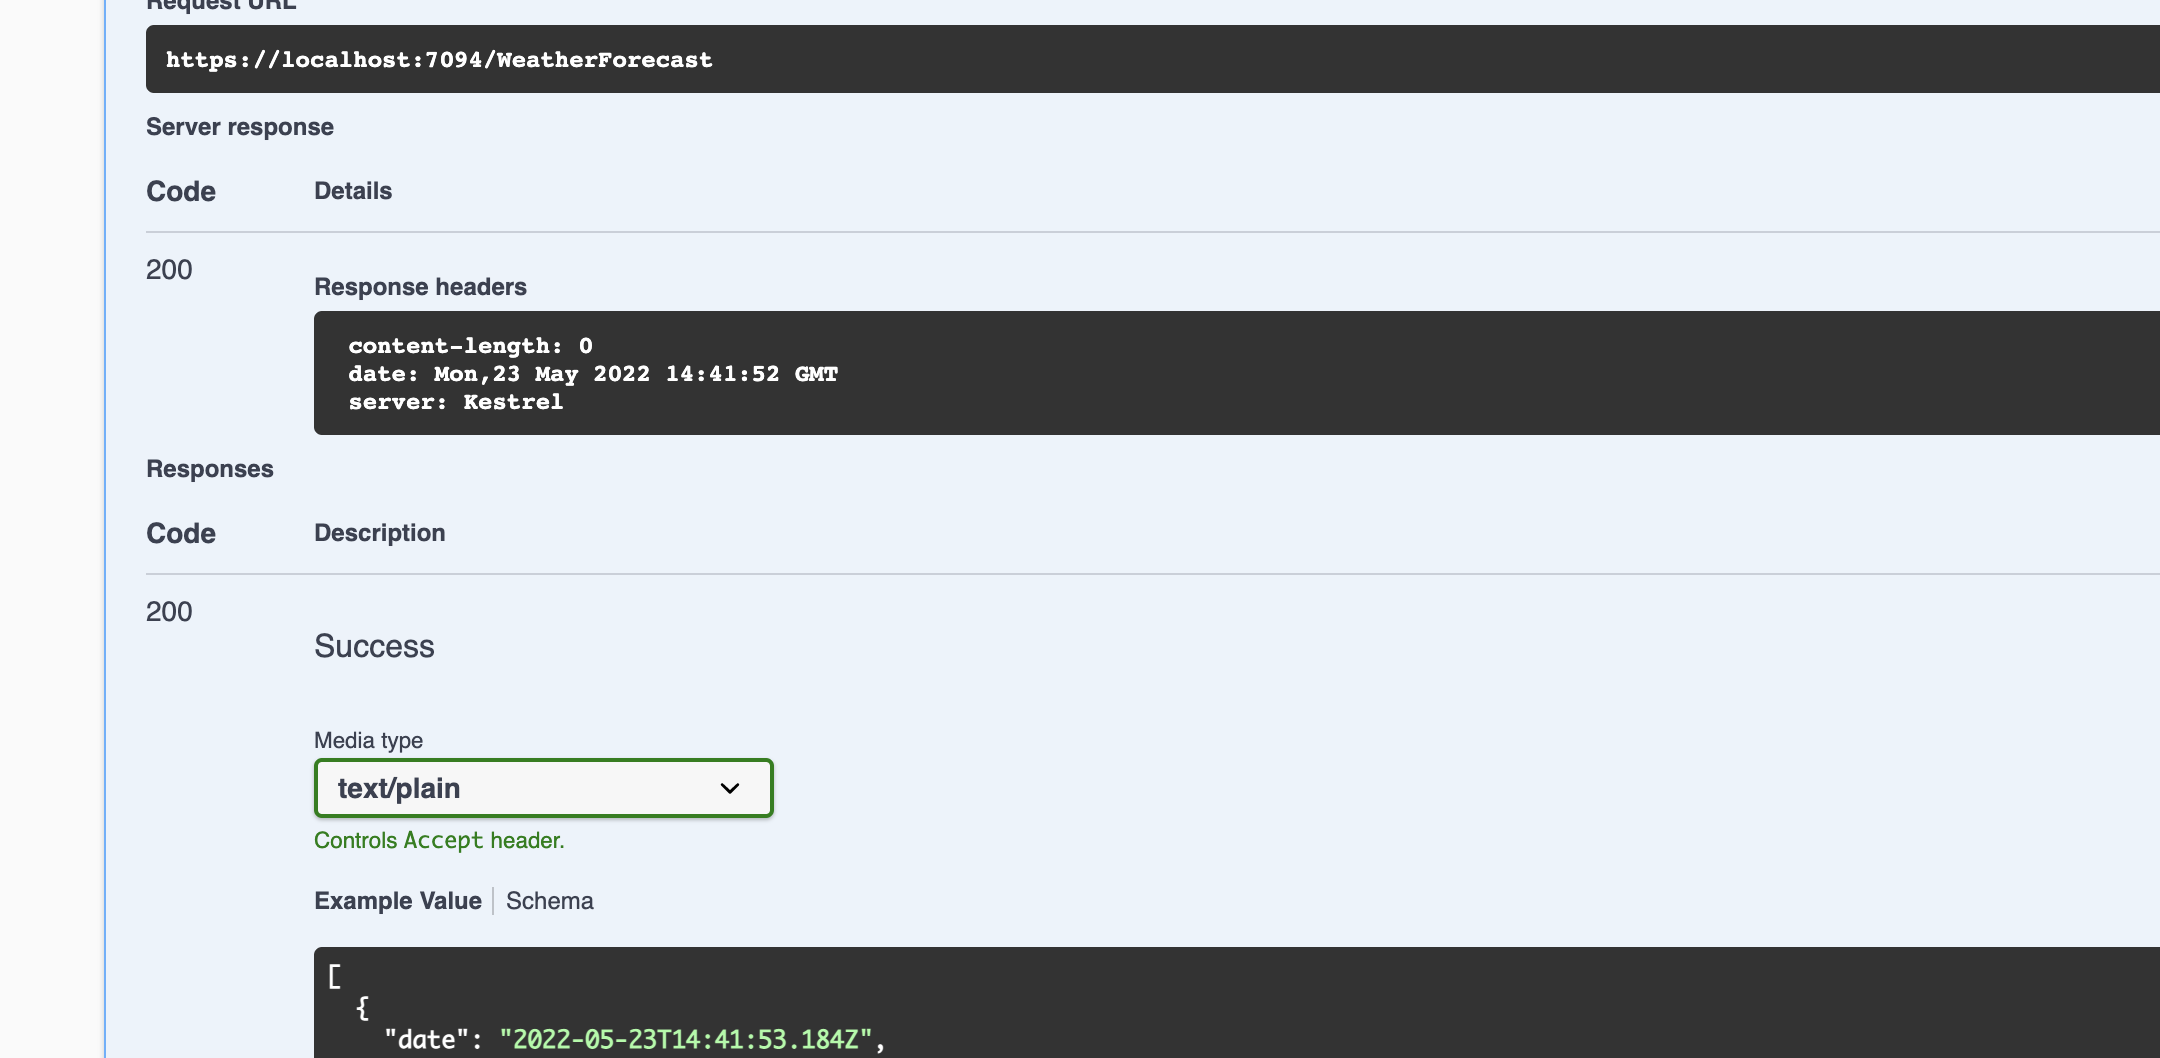 Request URL
https://localhost:7094/WeatherForecast
Server response
Code Details
200
Response headers
content-length: 0
date: Mon,23 May 2022 14:41:52 GMT
server: Kestrel
Responses
Code Description
200
Success
Media type
text/plain
Controls Accept header.
Example Value Schema
[
{
"date": "2022-05-23T14:41:53.184Z",